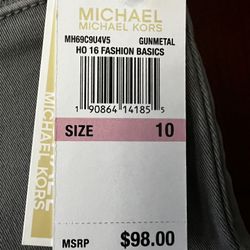 MICHAEL
MICHAEL KORS
MH69C9U4V5 GUNMETAL
HO 16 FASHION BASICS
1 90864 14185 5
SIZE 10
MSRP $98.00
MICHAEL KORS